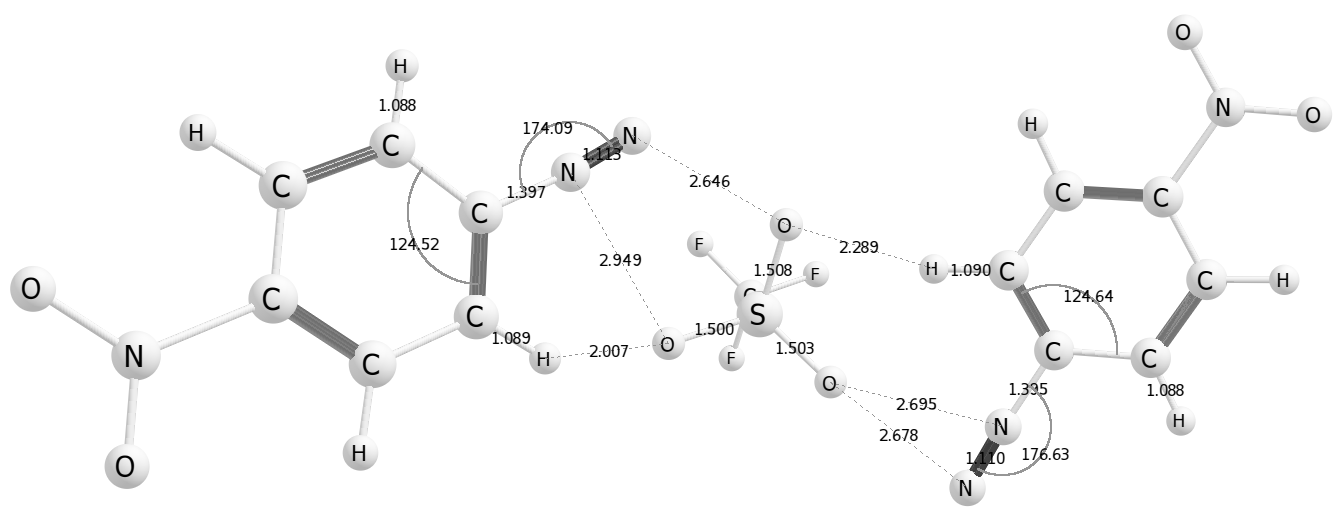 O
H
1.088
H
N
O
174.09
N
H
C
1.113
N
C
C
2.646
C
C
1.397
C
O
124.52
F
2.289
2.949
1.508
F
H
1.090
C
C
H
O
C
C
124.64
S
C
1.089
1.500
O
N
2.007
F
1.503
C
C
H
C
O
1.395
1.088
2.695
H
N
2.678
H
1.110
176.63
O
N